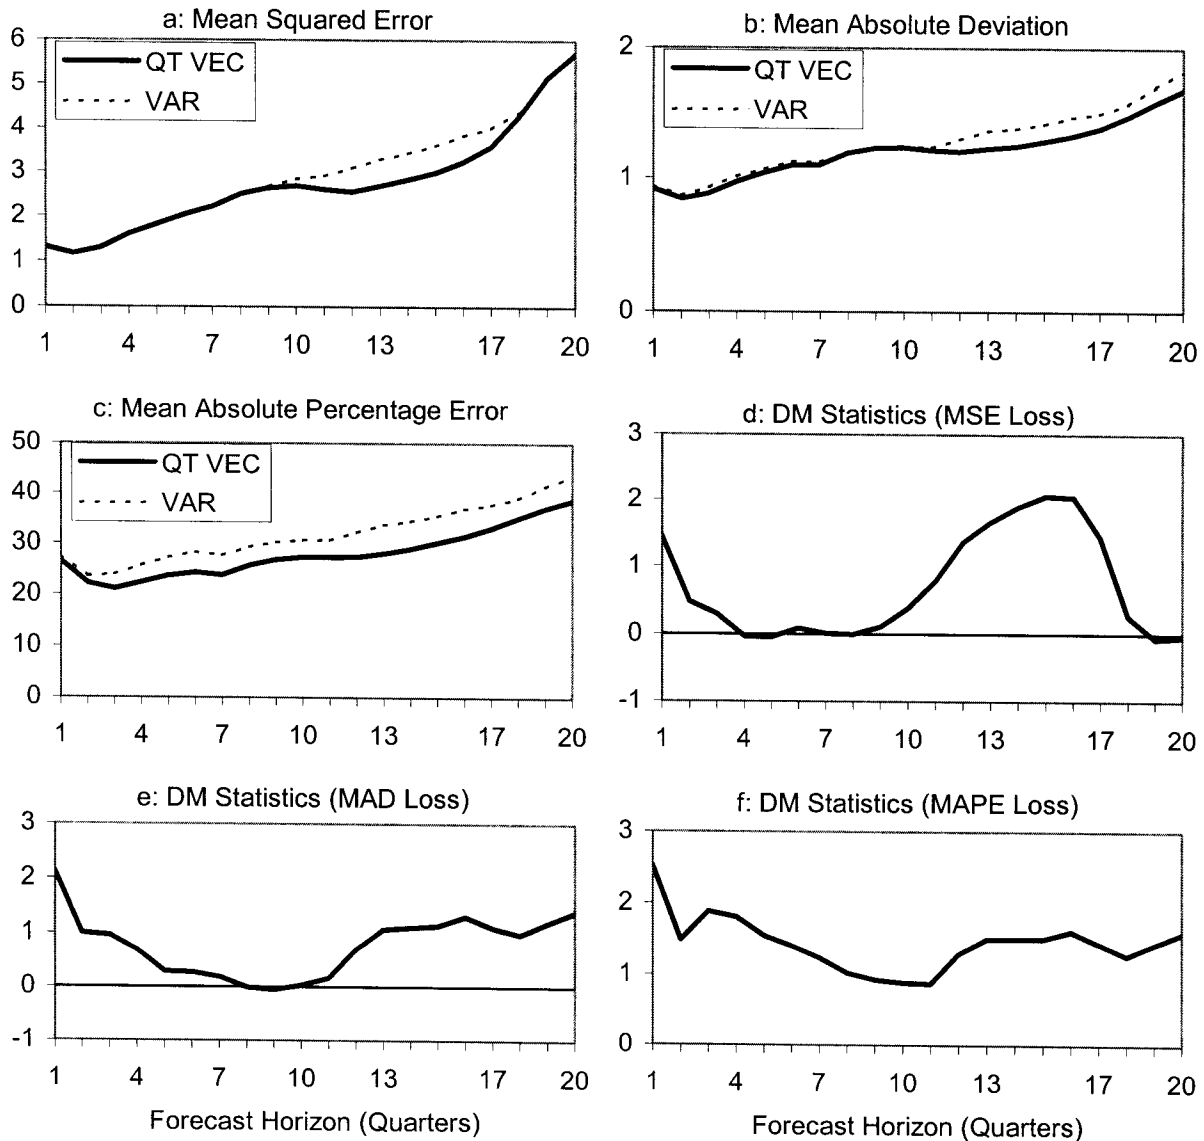 a: Mean Squared Error
6
5
4
3
2
1
0
QT VEC
VAR
1 4 7 10 13 17 20
b: Mean Absolute Deviation
2
1
0
QT VEC
VAR
1 4 7 10 13 17 20
c: Mean Absolute Percentage Error
50
40
30
20
10
0
QT VEC
VAR
1 4 7 10 13 17 20
d: DM Statistics (MSE Loss)
3
2
1
0
-1
1 4 7 10 13 17 20
e: DM Statistics (MAD Loss)
3
2
1
0
-1
1 4 7 10 13 17 20
Forecast Horizon (Quarters)
f: DM Statistics (MAPE Loss)
3
2
1
0
1 4 7 10 13 17 20
Forecast Horizon (Quarters)